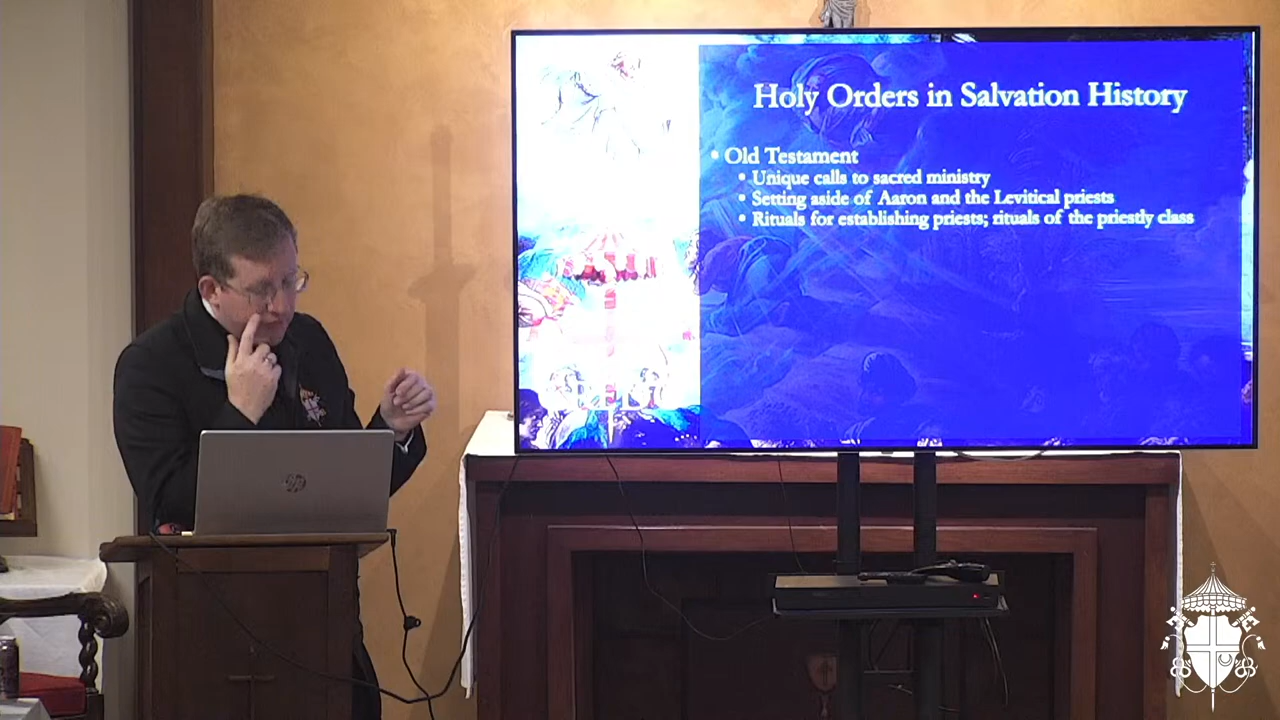 Holy Orders in Salvation History
• Old Testament
• Unique calls to sacred ministry
• Setting aside of Aaron and the Levitical priests
• Rituals for establishing priests; rituals of the priestly class
hp